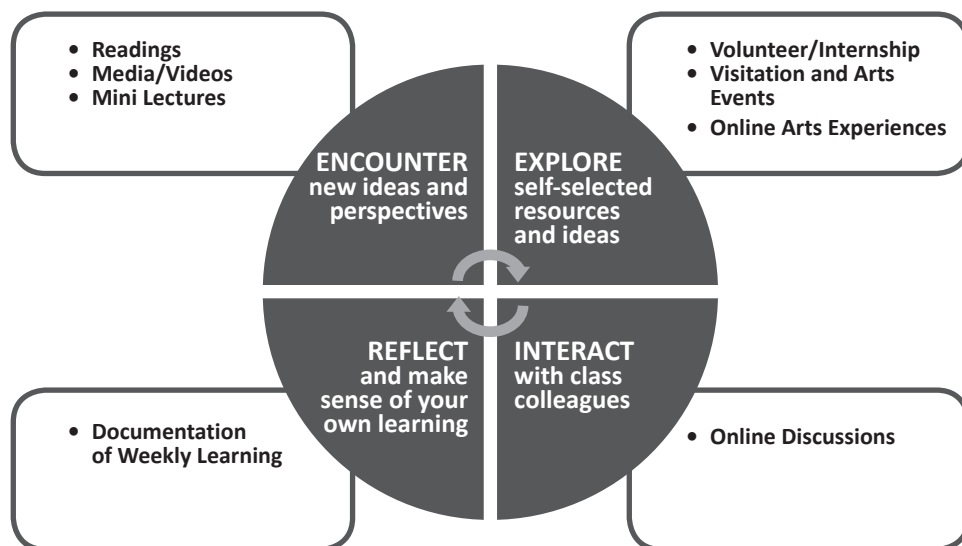 • Readings
• Media/Videos
• Mini Lectures
• Volunteer/Internship
• Visitation and Arts
Events
• Online Arts Experiences
ENCOUNTER
new ideas and
perspectives
EXPLORE
self-selected
resources
and ideas
REFLECT
and make
sense of your
own learning
INTERACT
with class
colleagues
• Documentation
of Weekly Learning
• Online Discussions